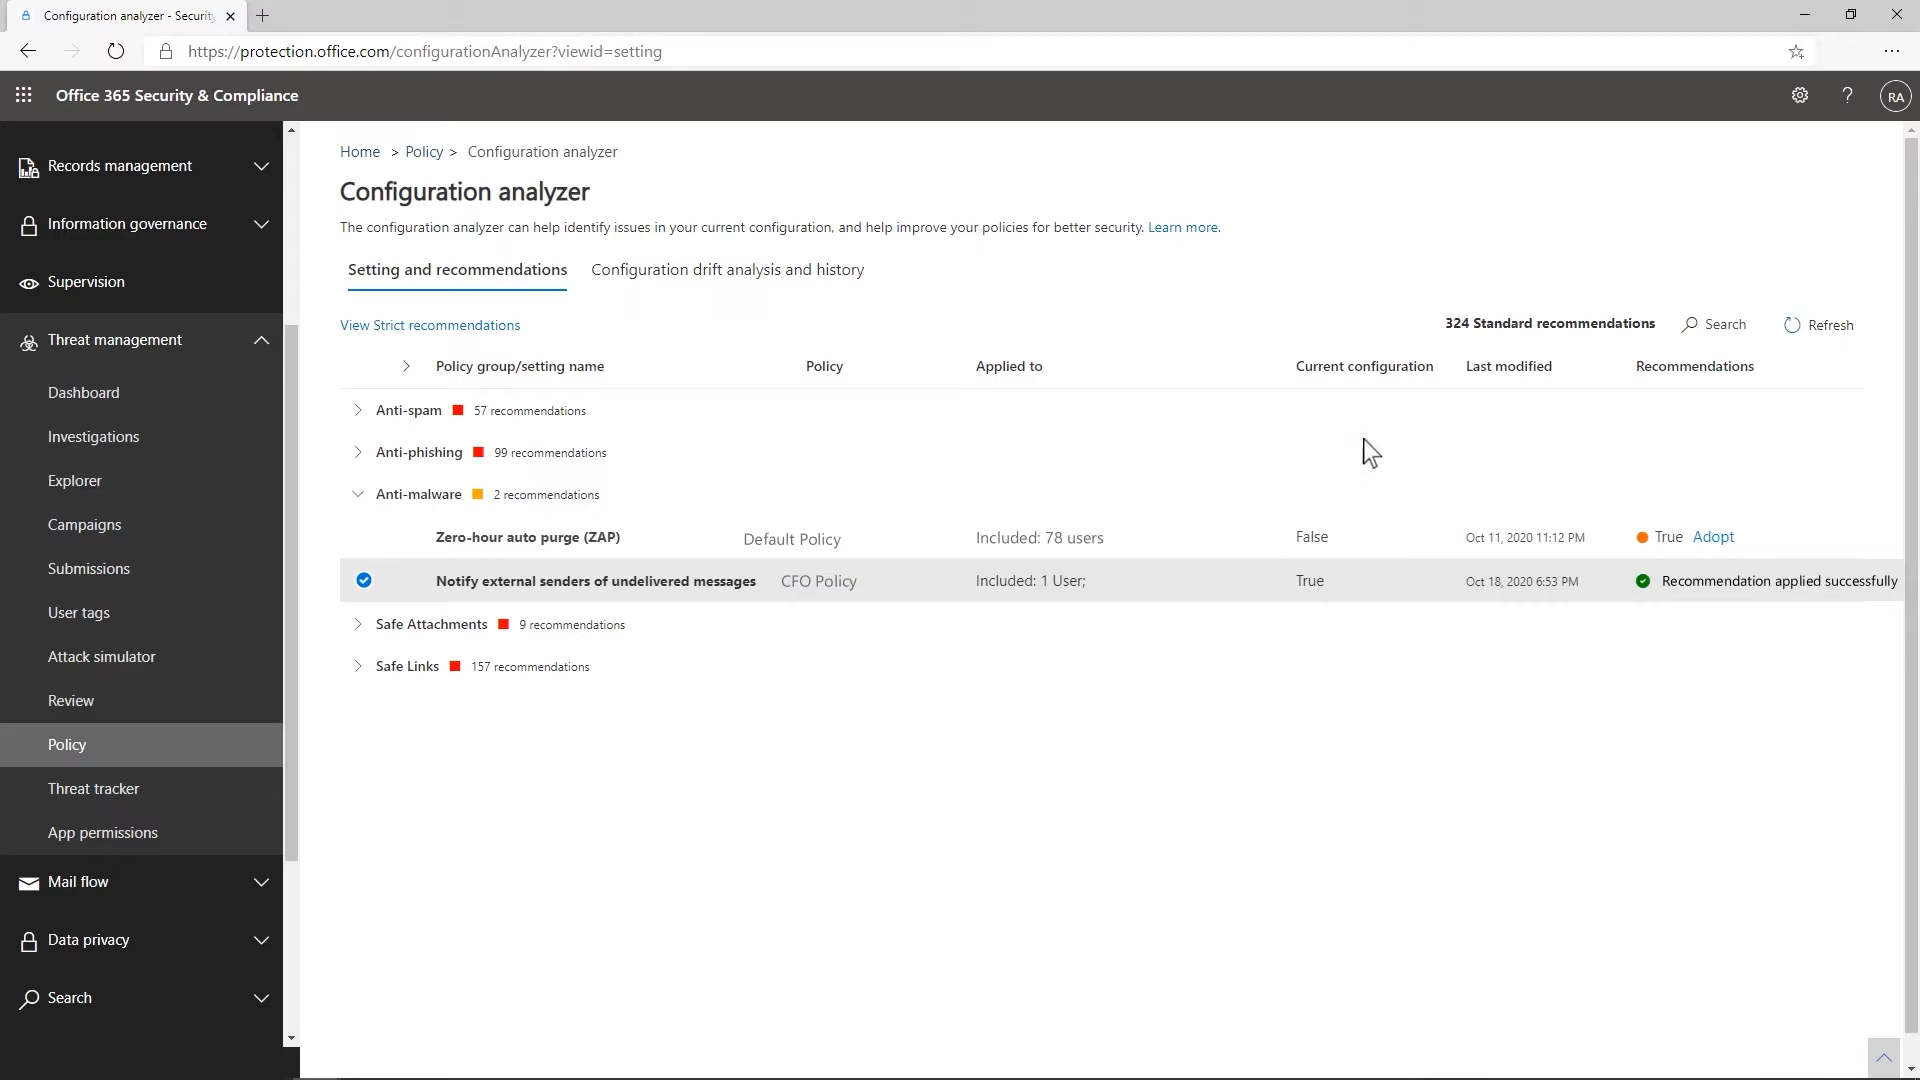 Configuration analyzer - Securit
https://protection.office.com/configurationAnalyzer?viewid=setting
Office 365 Security & Compliance
?
RA
Records management
Information governance
Supervision
Threat management
Dashboard
Investigations
Explorer
Campaigns
Submissions
User tags
Attack simulator
Review
Policy
Threat tracker
App permissions
Mail flow
Data privacy
Search
Home > Policy > Configuration analyzer
Configuration analyzer
The configuration analyzer can help identify issues in your current configuration, and help improve your policies for better security. Learn more.
Setting and recommendations Configuration drift analysis and history
View Strict recommendations 324 Standard recommendations Search Refresh
Policy group/setting name Policy Applied to Current configuration Last modified Recommendations
Anti-spam 57 recommendations
Anti-phishing 99 recommendations
Anti-malware 2 recommendations
Zero-hour auto purge (ZAP) Default Policy Included: 78 users False Oct 11, 2020 11:12 PM True Adopt
Notify external senders of undelivered messages CFO Policy Included: 1 User; True Oct 18, 2020 6:53 PM Recommendation applied successfully
Safe Attachments 9 recommendations
Safe Links 157 recommendations